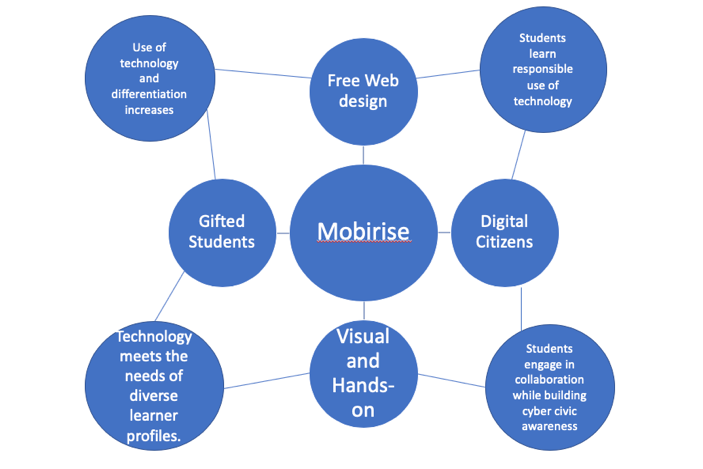 Use of
technology
and
differentiation
increases
Free Web
design
Students
learn
responsible
use of
technology
Gifted
Students
Mobirise
Digital
Citizens
Technology
meets the
needs of
diverse
learner
profiles.
Visual
and
Hands-
on
Students
engage in
collaboration
while building
cyber civic
awareness